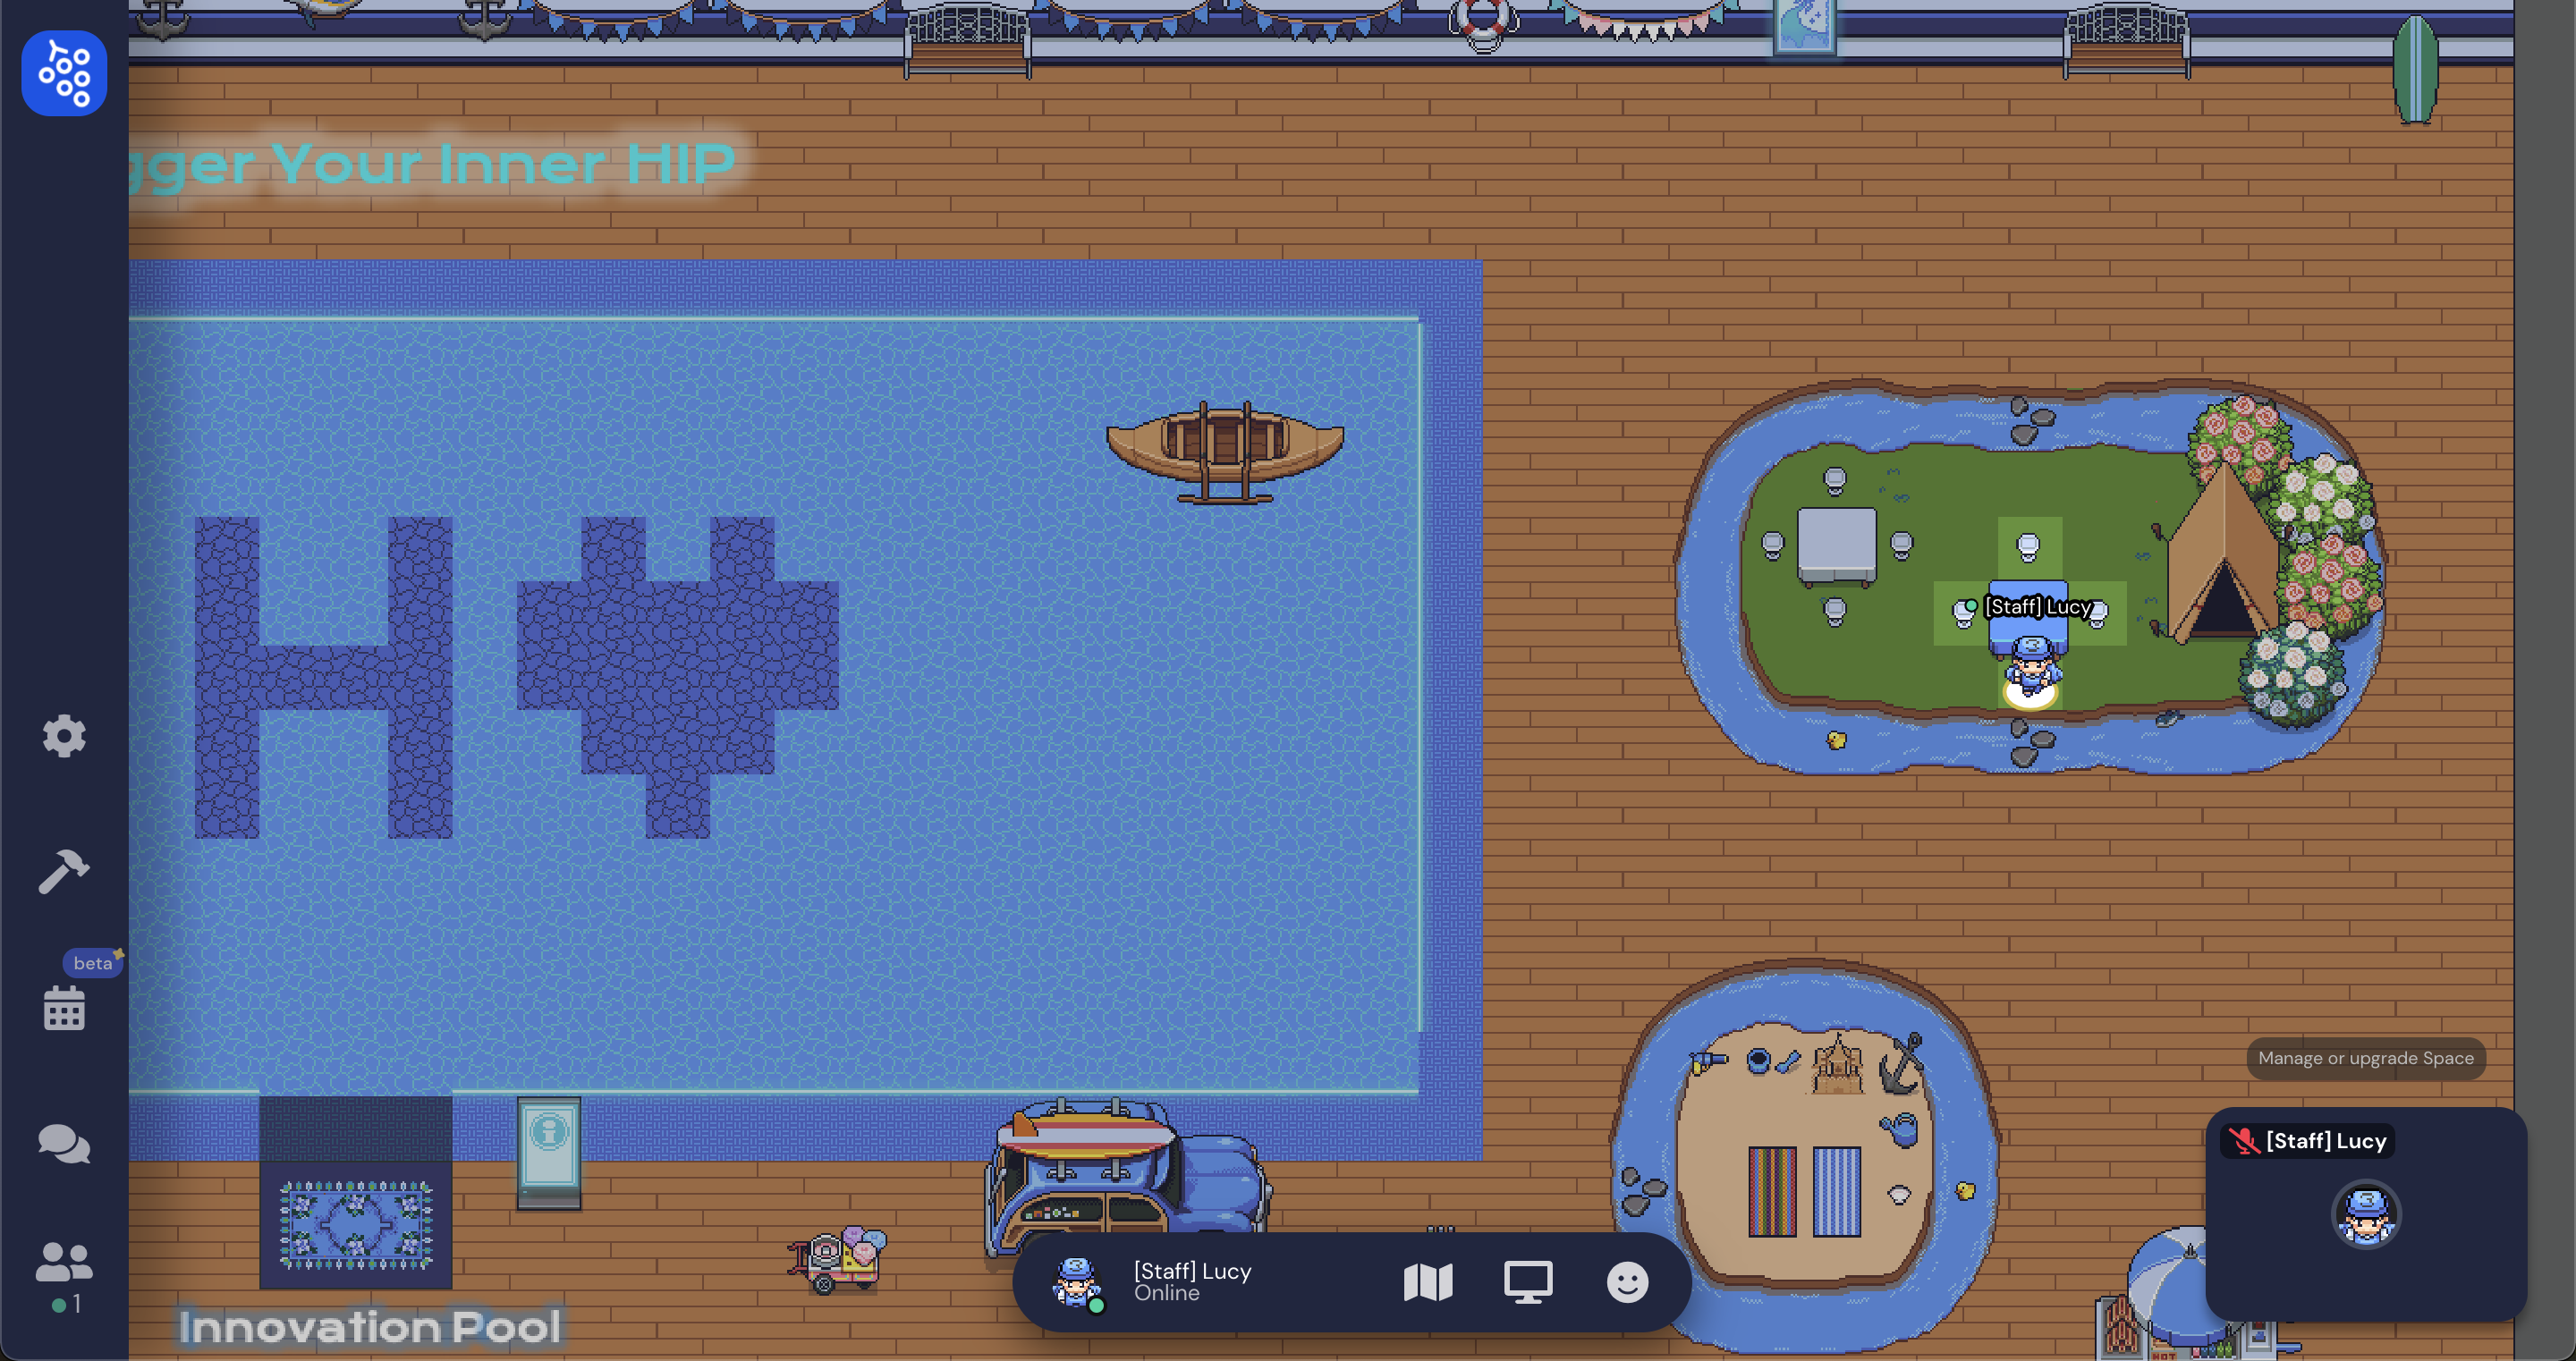 gger Your Inner HIP
[Staff] Lucy
beta
Manage or upgrade Space
[Staff] Lucy
[Staff] Lucy
Online
1
Innovation Pool
HOT